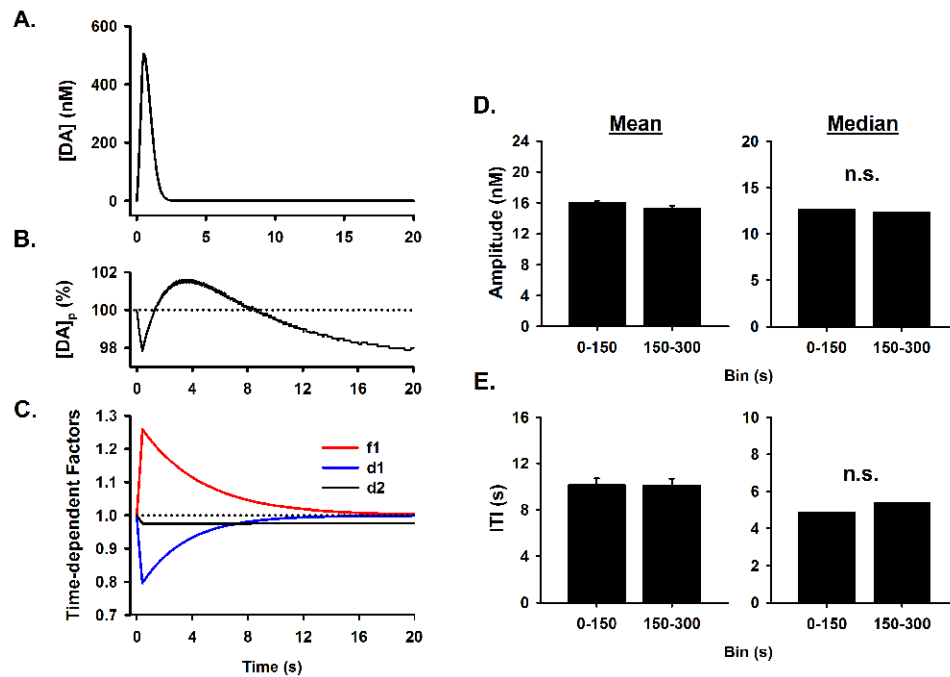 A.
600
400
200
0
[DA] (nM)
0 5 10 15 20
B.
102
100
98
[DA]p (%)
0 4 8 12 16 20
C.
1.3
1.2
1.1
1.0
0.9
0.8
0.7
Time-dependent Factors
f1
d1
d2
0 4 8 12 16 20
Time (s)
D.
Mean
Median
24
20
16
12
8
4
0
Amplitude (nM)
0-150 150-300
20
15
10
5
0
n.s.
0-150 150-300
Bin (s)
E.
16
12
8
4
0
ITI (s)
0-150 150-300
10
8
6
4
2
0
n.s.
0-150 150-300
Bin (s)